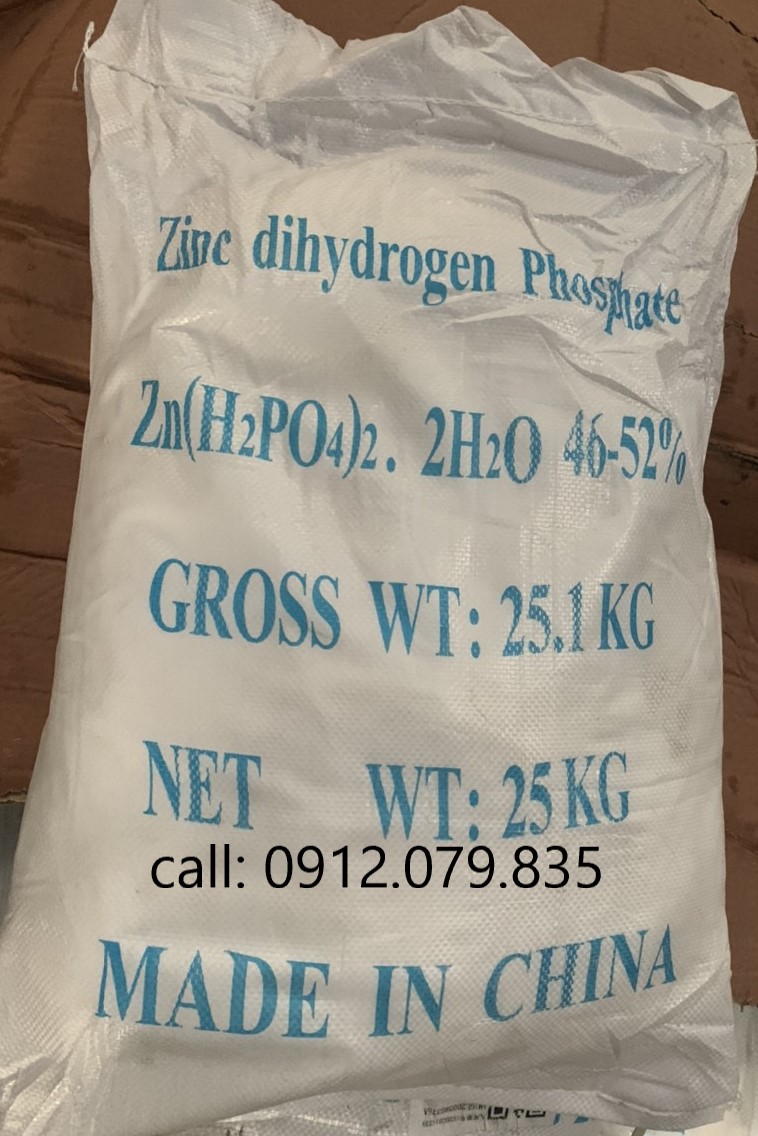 Zinc dihydrogen Phosphate
Zn(H2PO4)2. 2H2O 46-52%
GROSS WT: 25.1 KG
NET WT: 25 KG
call: 0912.079.835
MADE IN CHINA